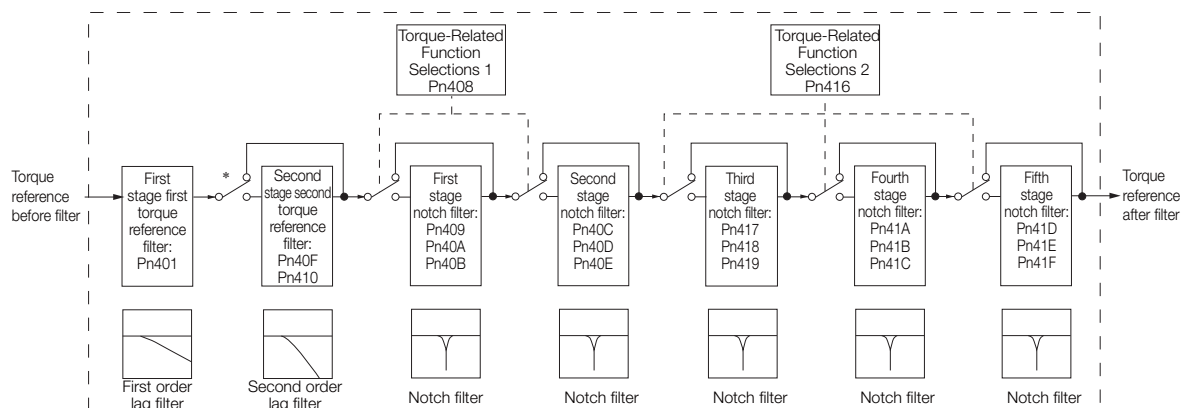 Torque-Related
Function
Selections 1
Pn408
Torque-Related
Function
Selections 2
Pn416
Torque
reference
before filter
First
stage first
torque
reference
filter:
Pn401
*
Second
stage second
torque
reference
filter:
Pn40F
Pn410
First
stage
notch filter:
Pn409
Pn40A
Pn40B
Second
stage
notch filter:
Pn40C
Pn40D
Pn40E
Third
stage
notch filter:
Pn417
Pn418
Pn419
Fourth
stage
notch filter:
Pn41A
Pn41B
Pn41C
Fifth
stage
notch filter:
Pn41D
Pn41E
Pn41F
Torque
reference
after filter
First order
lag filter
Second order
lag filter
Notch filter
Notch filter
Notch filter
Notch filter
Notch filter